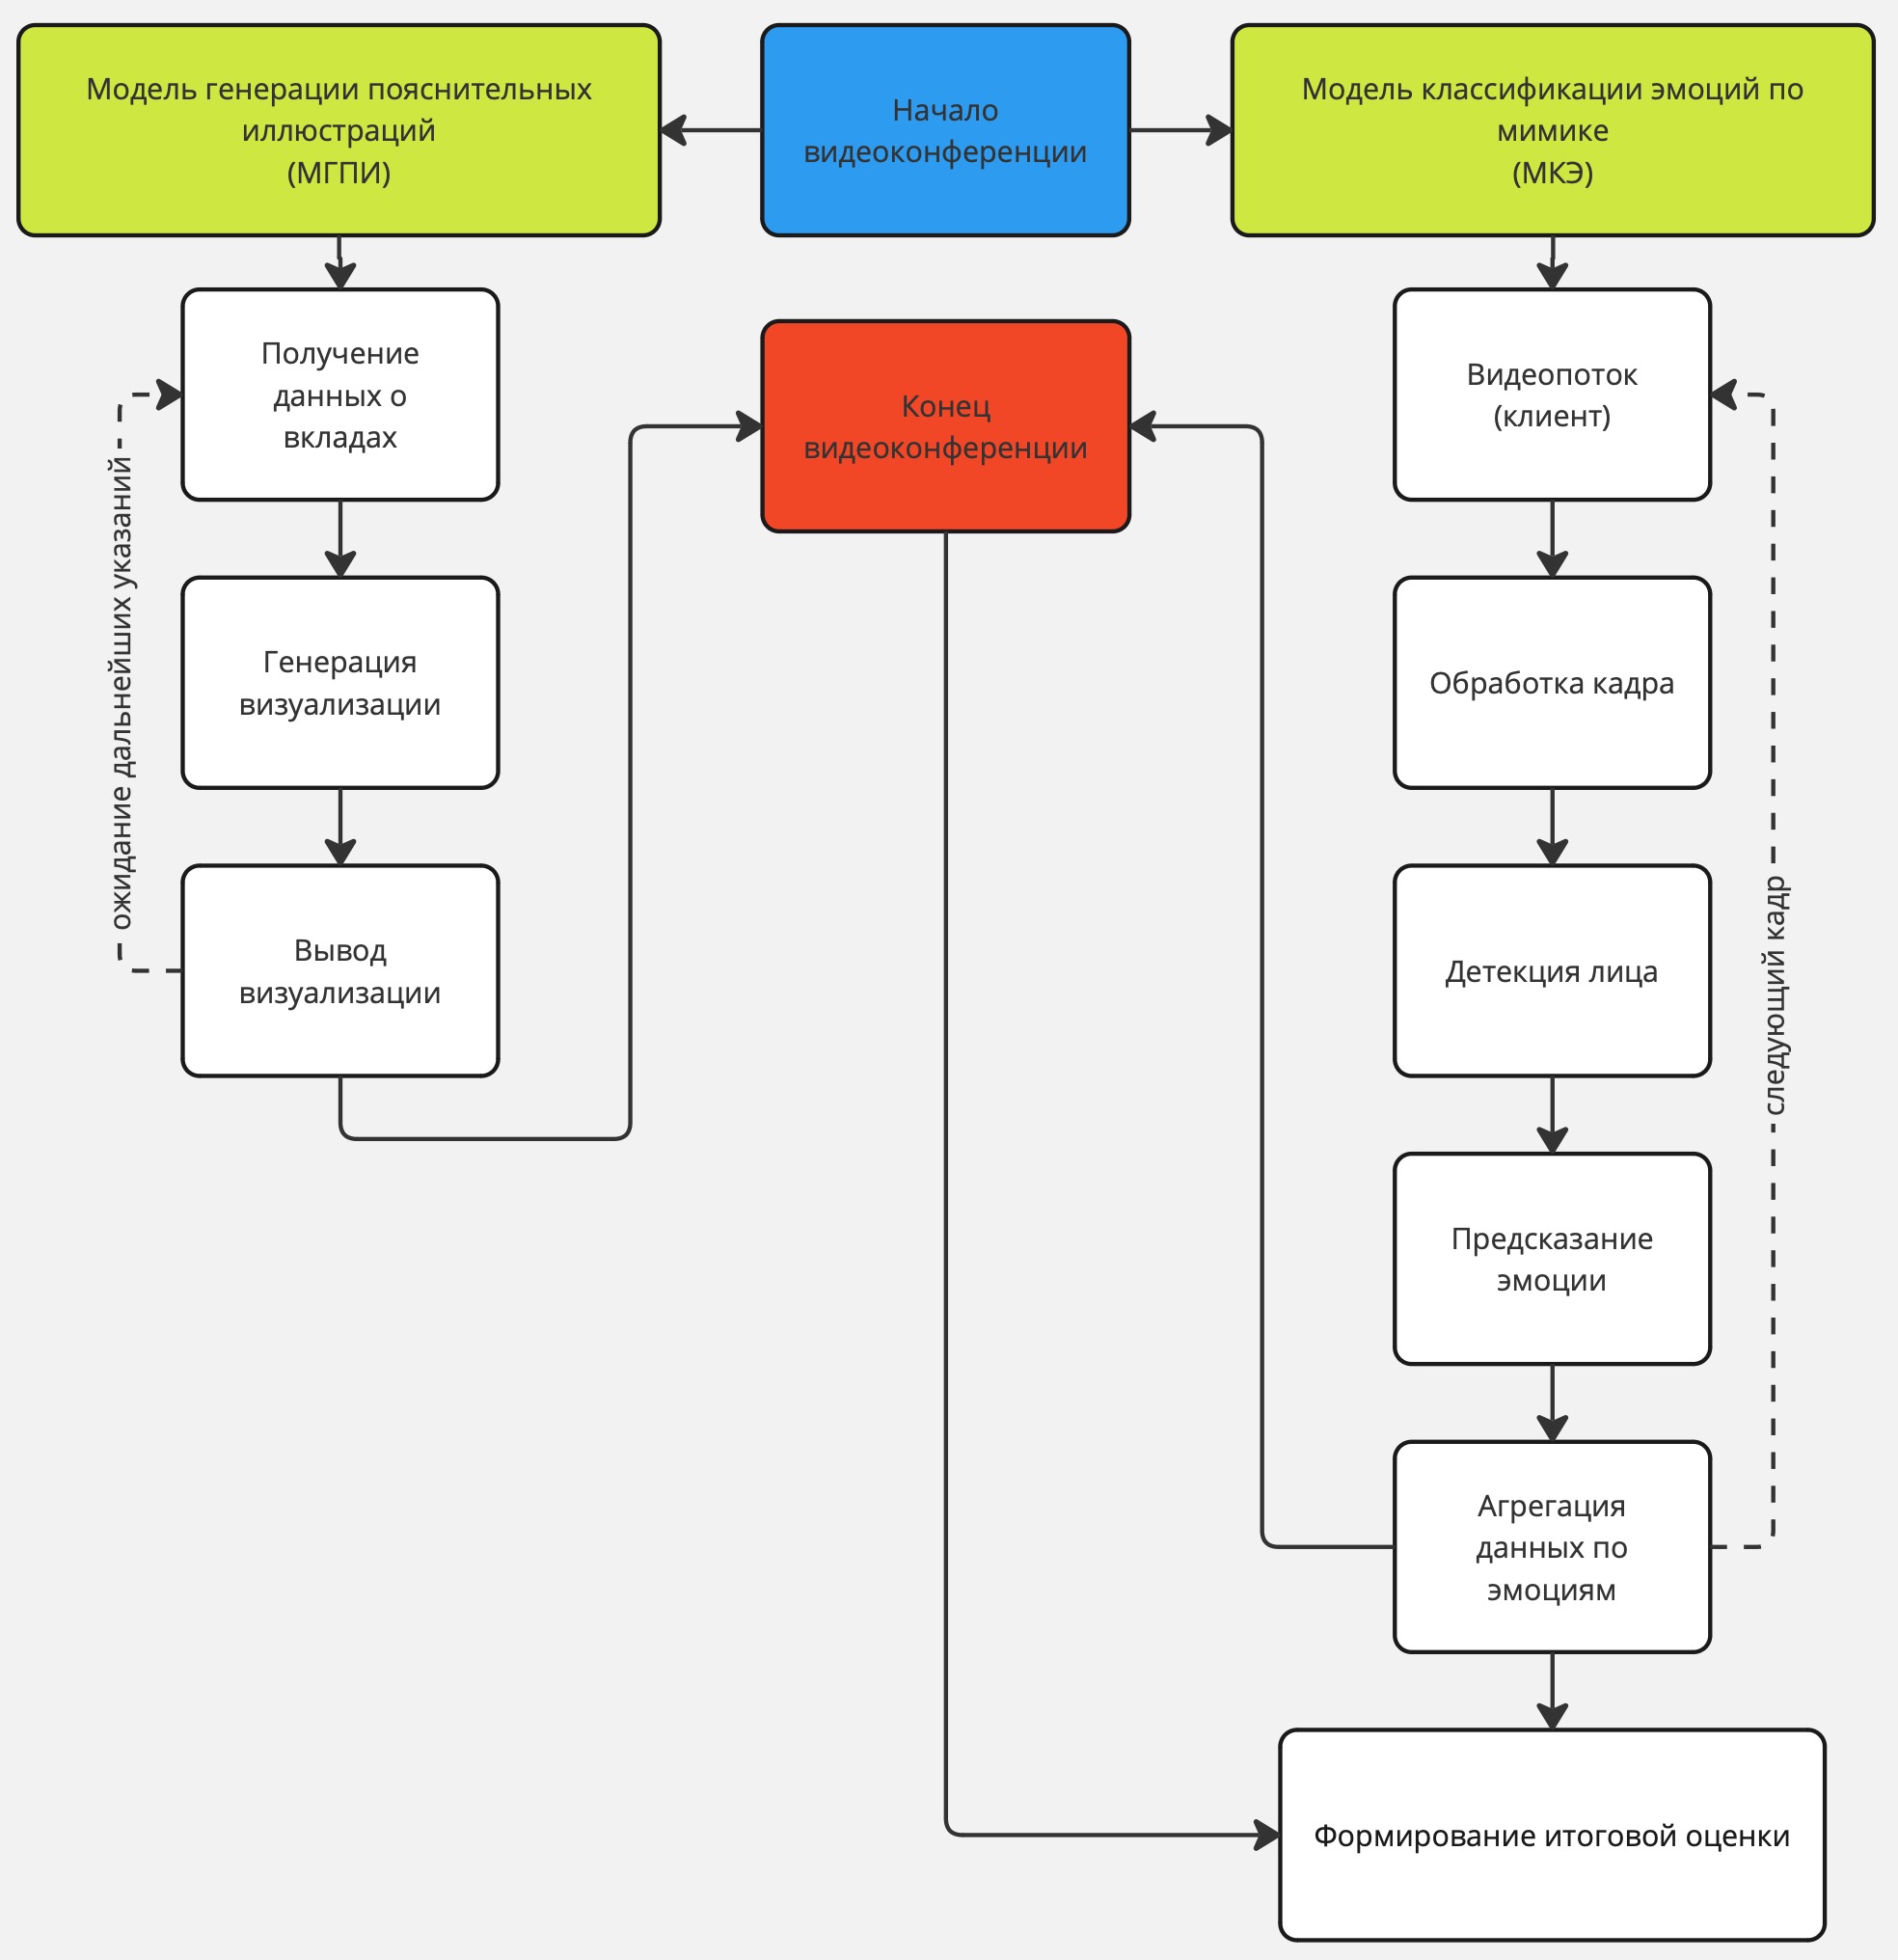 Модель генерации пояснительных
иллюстраций
(МГПИ)
Начало
видеоконференции
Модель классификации эмоций по
мимике
(МКЭ)
Получение
данных о
вкладах
Конец
видеоконференции
Видеопоток
(клиент)
ожидание дальнейших указаний
Генерация
визуализации
Обработка кадра
Вывод
визуализации
Детекция лица
следующий кадр
Предсказание
эмоции
Агрегация
данных по
эмоциям
Формирование итоговой оценки